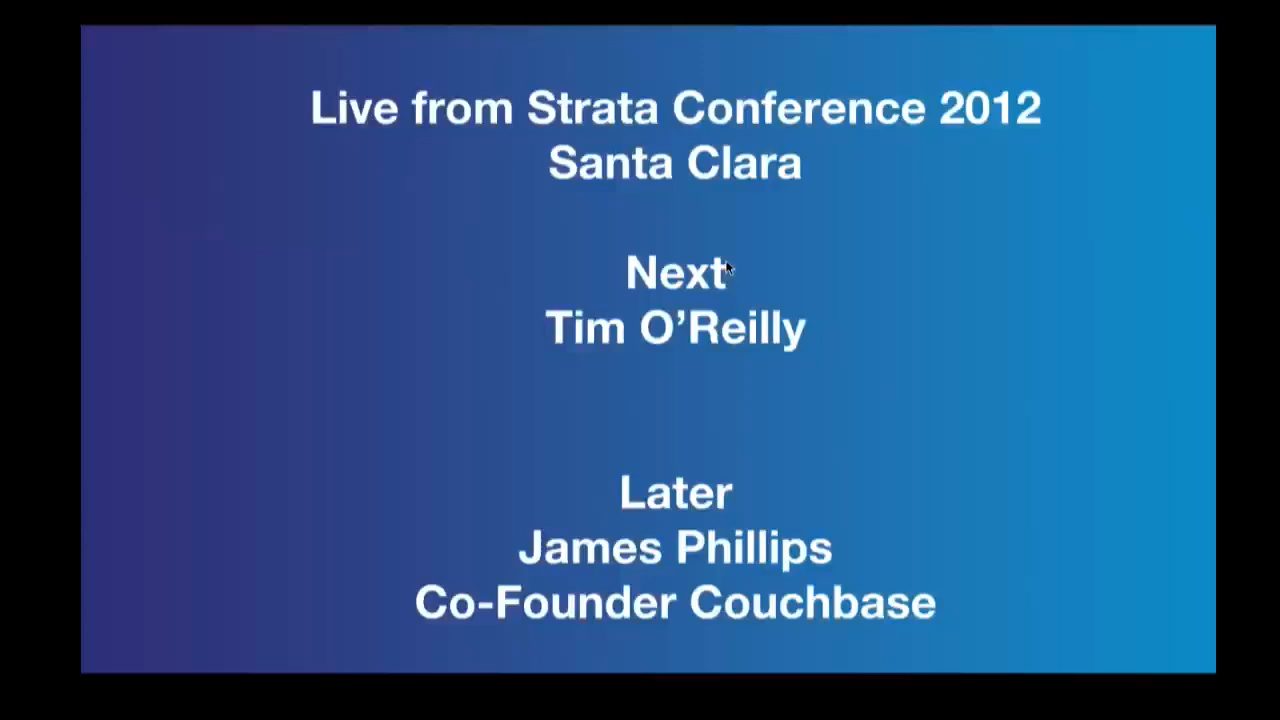 Live from Strata Conference 2012
Santa Clara
Next
Tim O’Reilly
Later
James Phillips
Co-Founder Couchbase